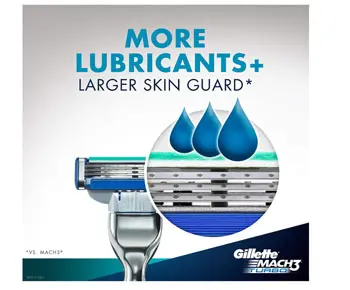 MORE
LUBRICANTS+
LARGER SKIN GUARD*
*VS. MACH3*
Gillette
MACH3
TURBO